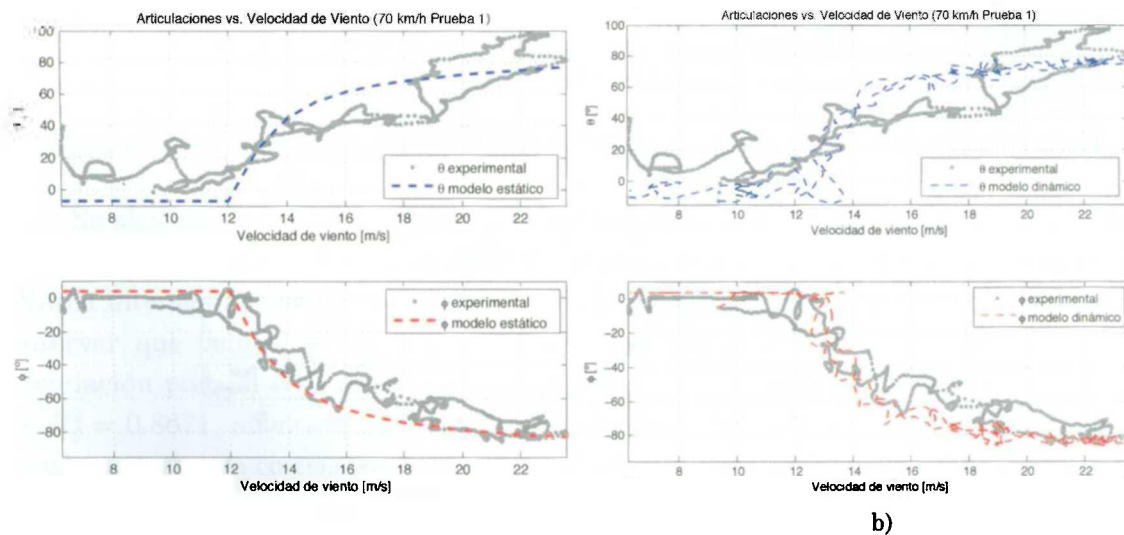 Articulaciones vs. Velocidad de Viento (70 km/h Prueba 1)
100
80
60
40
20
0
θ experimental
θ modelo estático
8 10 12 14 16 18 20 22
Velocidad de viento [m/s]
0
−20
−40
−60
−80
ϕ [º]
ϕ experimental
ϕ modelo estático
8 10 12 14 16 18 20 22
Velocidad de viento [m/s]
Articulaciones vs. Velocidad de Viento (70 km/h Prueba 1)
100
80
60
40
20
0
θ [º]
θ experimental
θ modelo dinámico
8 10 12 14 16 18 20 22
Velocidad de viento [m/s]
0
−20
−40
−60
−80
ϕ [º]
ϕ experimental
ϕ modelo dinámico
8 10 12 14 16 18 20 22
Velocidad de viento [m/s]
b)